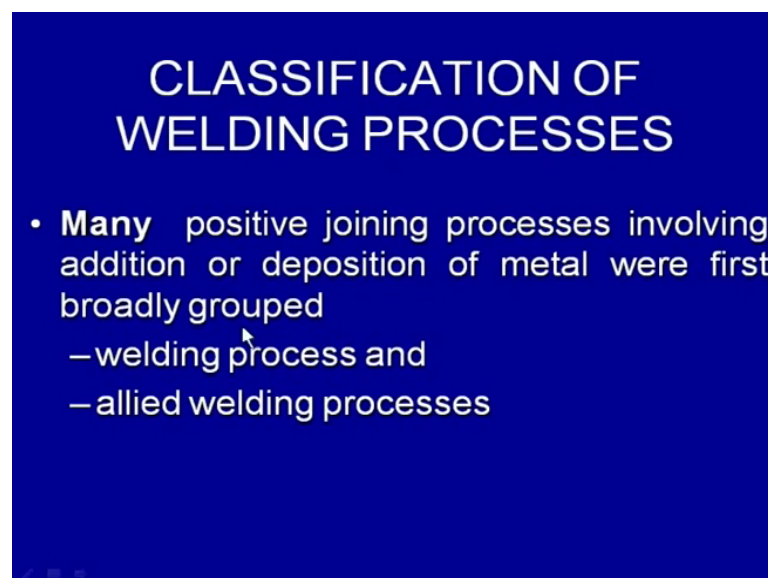 CLASSIFICATION OF
WELDING PROCESSES
• Many positive joining processes involving
addition or deposition of metal were first
broadly grouped
– welding process and
– allied welding processes